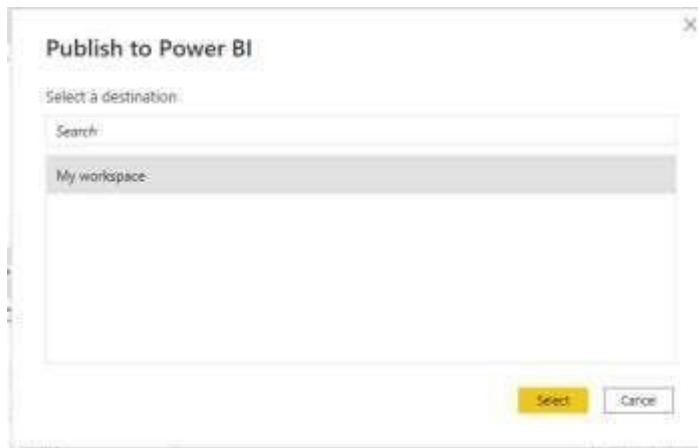 Publish to Power BI
Select a destination
Search
My workspace
Select Cancel